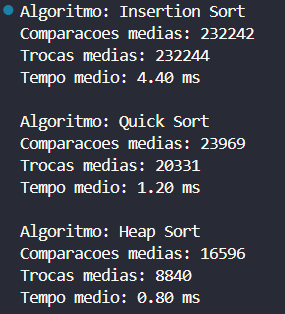 Algoritmo: Insertion Sort
Comparacoes medias: 232242
Trocas medias: 232244
Tempo medio: 4.40 ms
Algoritmo: Quick Sort
Comparacoes medias: 23969
Trocas medias: 20331
Tempo medio: 1.20 ms
Algoritmo: Heap Sort
Comparacoes medias: 16596
Trocas medias: 8840
Tempo medio: 0.80 ms